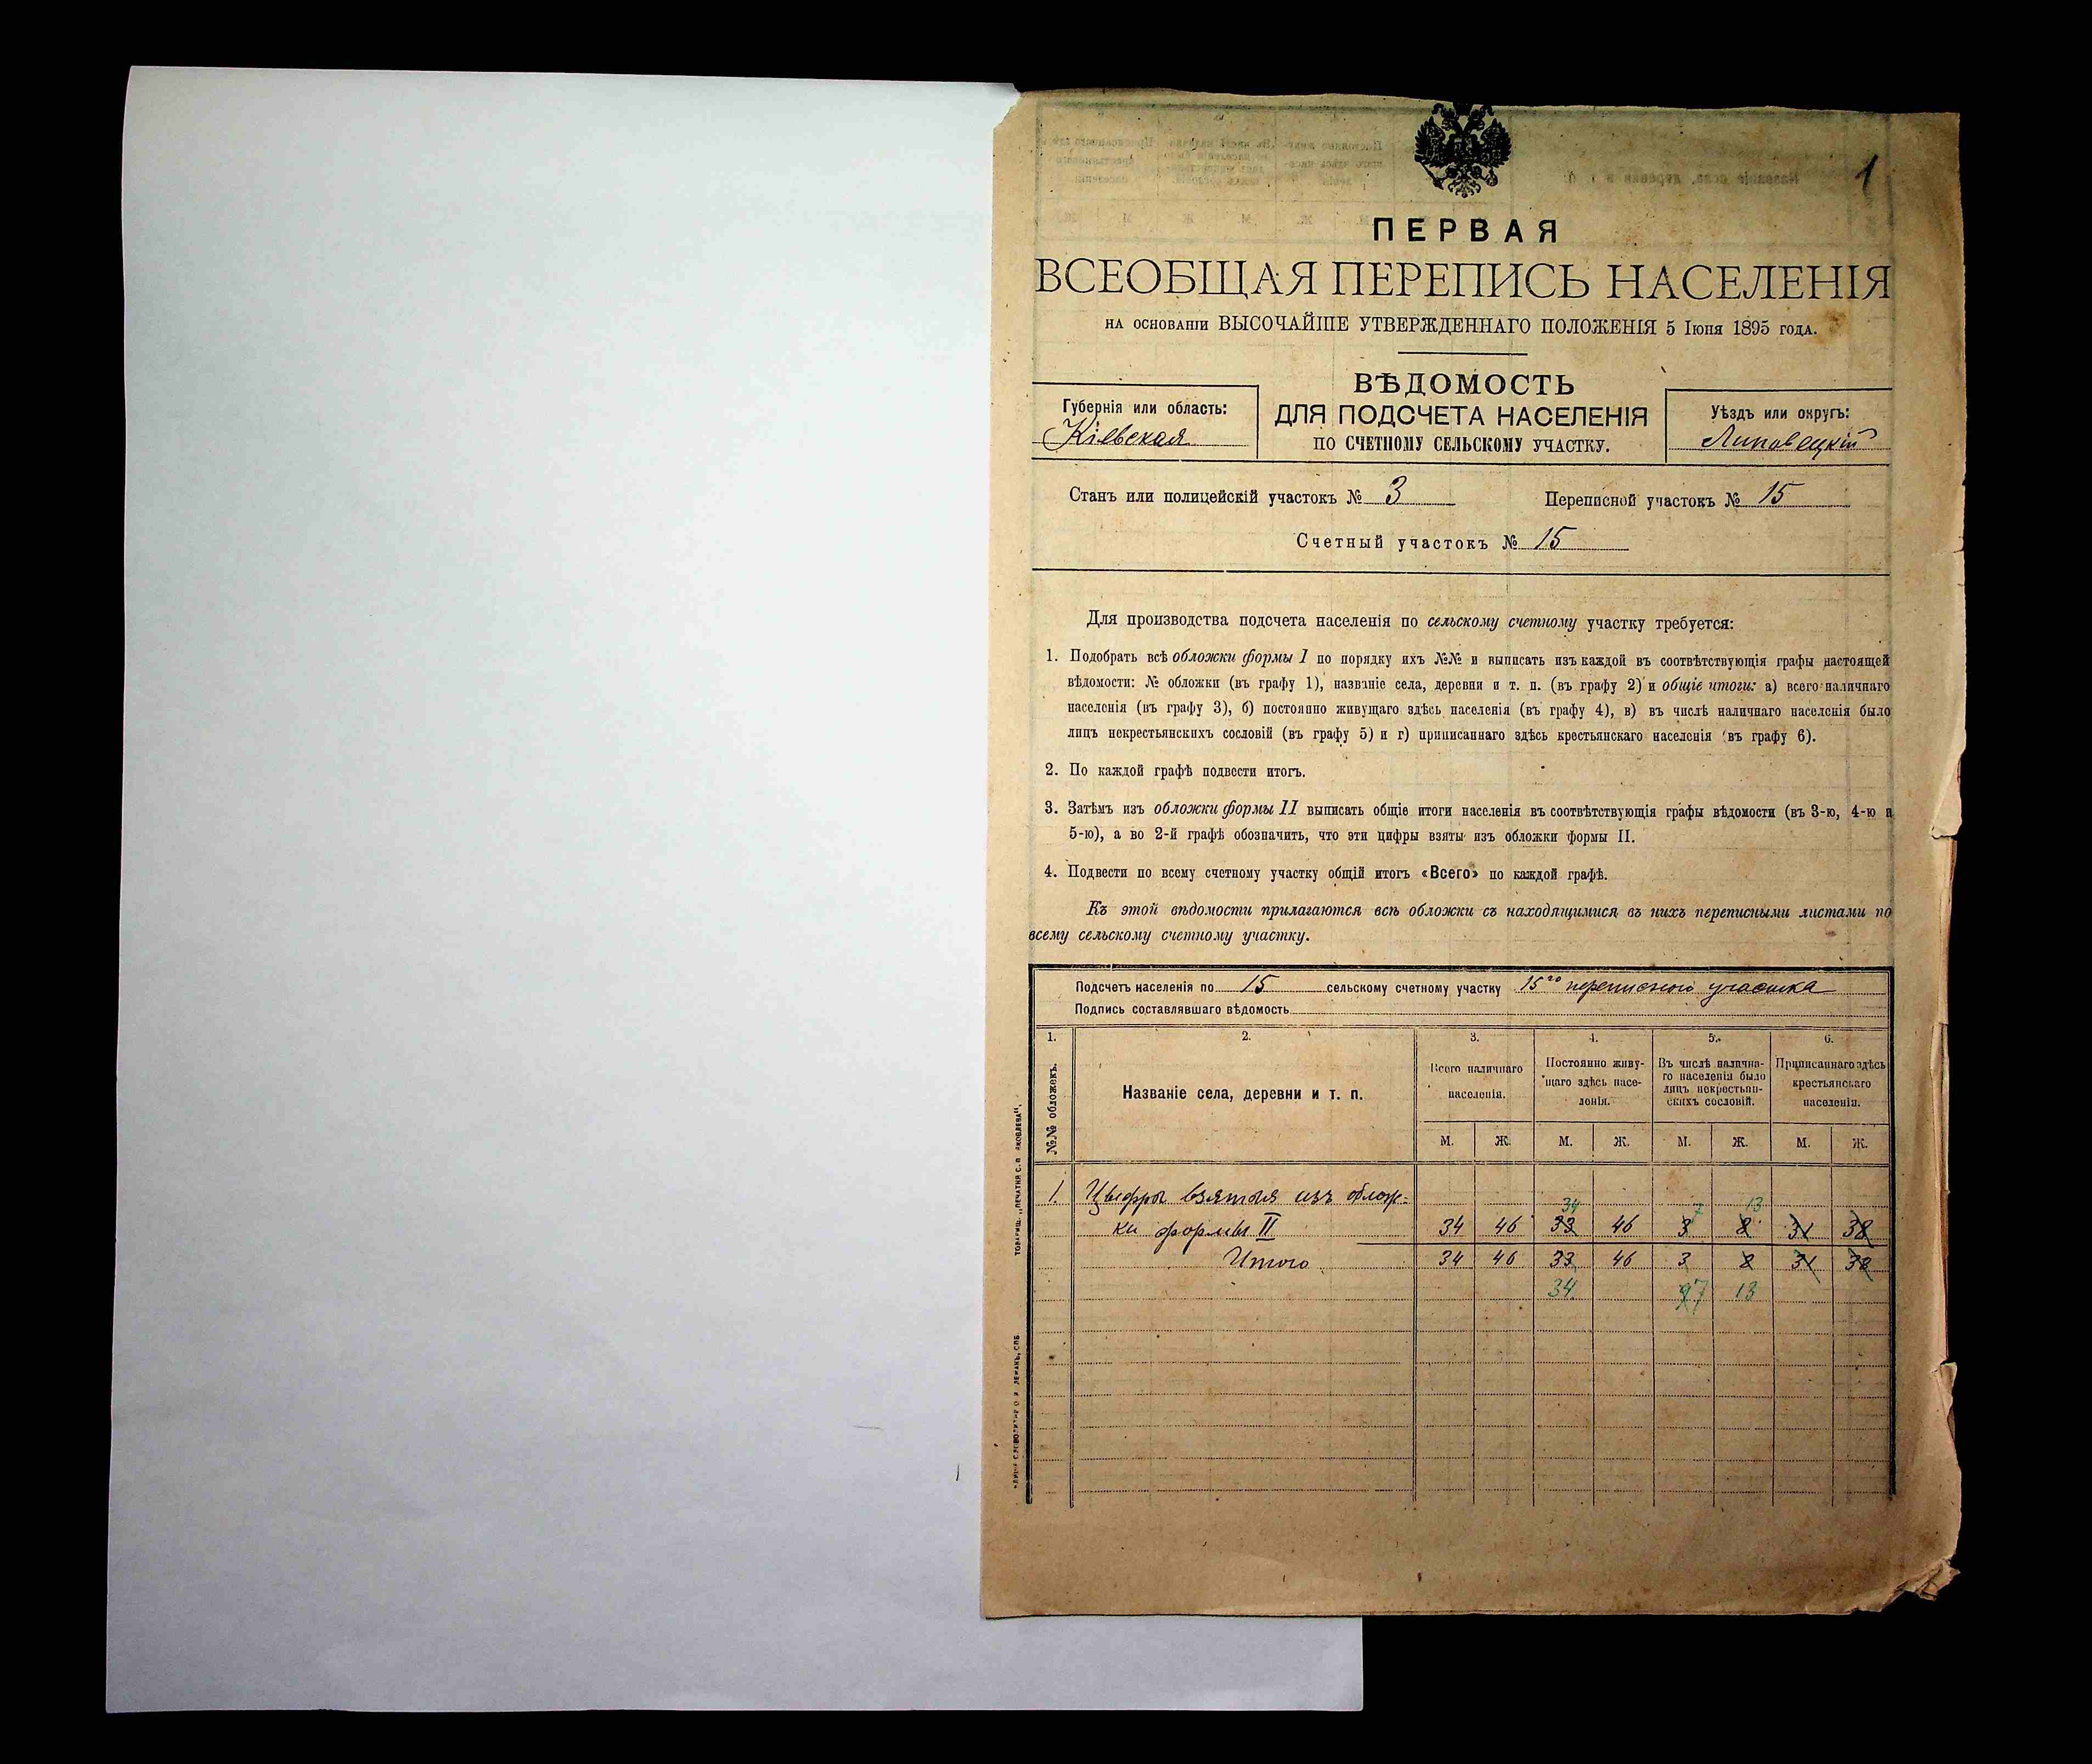 1
ПЕРВАЯ
ВСЕОБЩАЯ ПЕРЕПИСЬ НАСЕЛЕНІЯ
НА ОСНОВАНІИ ВЫСОЧАЙШЕ УТВЕРЖДЕННАГО ПОЛОЖЕНІЯ 5 Іюня 1895 ГОДА.
ВѢДОМОСТЬ
ДЛЯ ПОДСЧЕТА НАСЕЛЕНІЯ
ПО СЧЕТНОМУ СЕЛЬСКОМУ УЧАСТКУ.
Губернія или область:
Кіевская
Уѣздъ или округъ:
Липовецкій
Станъ или полицейскій участокъ № 3 Переписной участокъ № 15
Счетный участокъ № 15
Для производства подсчета населенія по сельскому счетному участку требуется:
1. Подобрать всѣ обложки формы I по порядку ихъ №№ и выписать изъ каждой въ соотвѣтствующія графы настоящей
вѣдомости: № обложки (въ графу 1), названіе села, деревни и т. п. (въ графу 2) и общіе итоги: а) всего наличнаго
населенія (въ графу 3), б) постоянно живущаго здѣсь населенія (въ графу 4), в) въ числѣ наличнаго населенія было
лицъ некрестьянскихъ сословій (въ графу 5) и г) приписаннаго здѣсь крестьянскаго населенія (въ графу 6).
2. По каждой графѣ подвести итогъ.
3. Затѣмъ изъ обложки формы II выписать общіе итоги населенія въ соотвѣтствующія графы вѣдомости (въ 3-ю, 4-ю и
5-ю), а во 2-й графѣ обозначить, что эти цифры взяты изъ обложки формы II.
4. Подвести по всему счетному участку общій итогъ «Всего» по каждой графѣ.
Къ этой вѣдомости прилагаются всѣ обложки съ находящимися въ нихъ переписными листами по
всему сельскому счетному участку.
Подсчетъ населенія по 15 сельскому счетному участку 15го переписного участка
Подпись составлявшаго вѣдомость
1. 2. 3. 4. 5. 6.
№№ обложекъ.
Названіе села, деревни и т. п.
Всего наличнаго
населенія.
Постоянно живу-
щаго здѣсь насе-
ленія.
Въ числѣ налична-
го населенія было
лицъ некрестьян-
скихъ сословій.
Приписаннаго здѣсь
крестьянскаго
населенія.
М. Ж. М. Ж. М. Ж. М. Ж.
1. Цифры взятыя изъ облож-
34 7 13
ки формы II 34 46 33 46 3 8 31 38
Итого 34 46 33 46 3 8 31 38
34 97 13